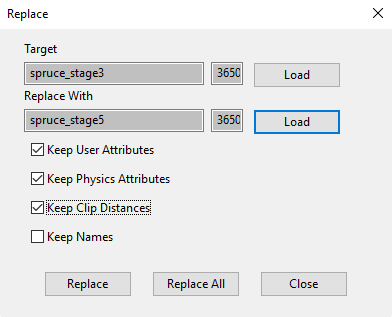 Replace
Target
spruce_stage3 3650 Load
Replace With
spruce_stage5 3650 Load
Keep User Attributes
Keep Physics Attributes
Keep Clip Distances
Keep Names
Replace Replace All Close